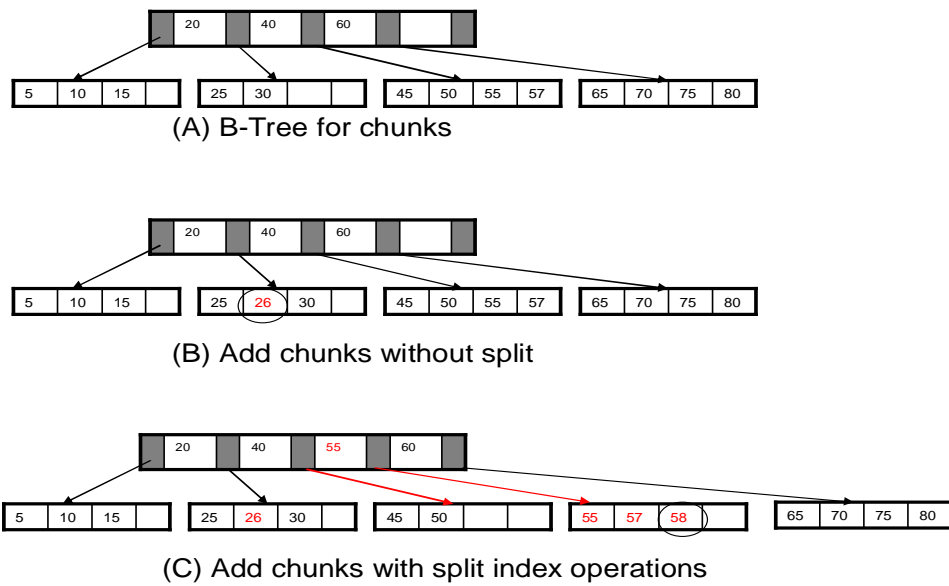 20 40 60
5 10 15 25 30 45 50 55 57 65 70 75 80
(A) B-Tree for chunks
20 40 60
5 10 15 25 26 30 45 50 55 57 65 70 75 80
(B) Add chunks without split
20 40 55 60
5 10 15 25 26 30 45 50 55 57 58 65 70 75 80
(C) Add chunks with split index operations